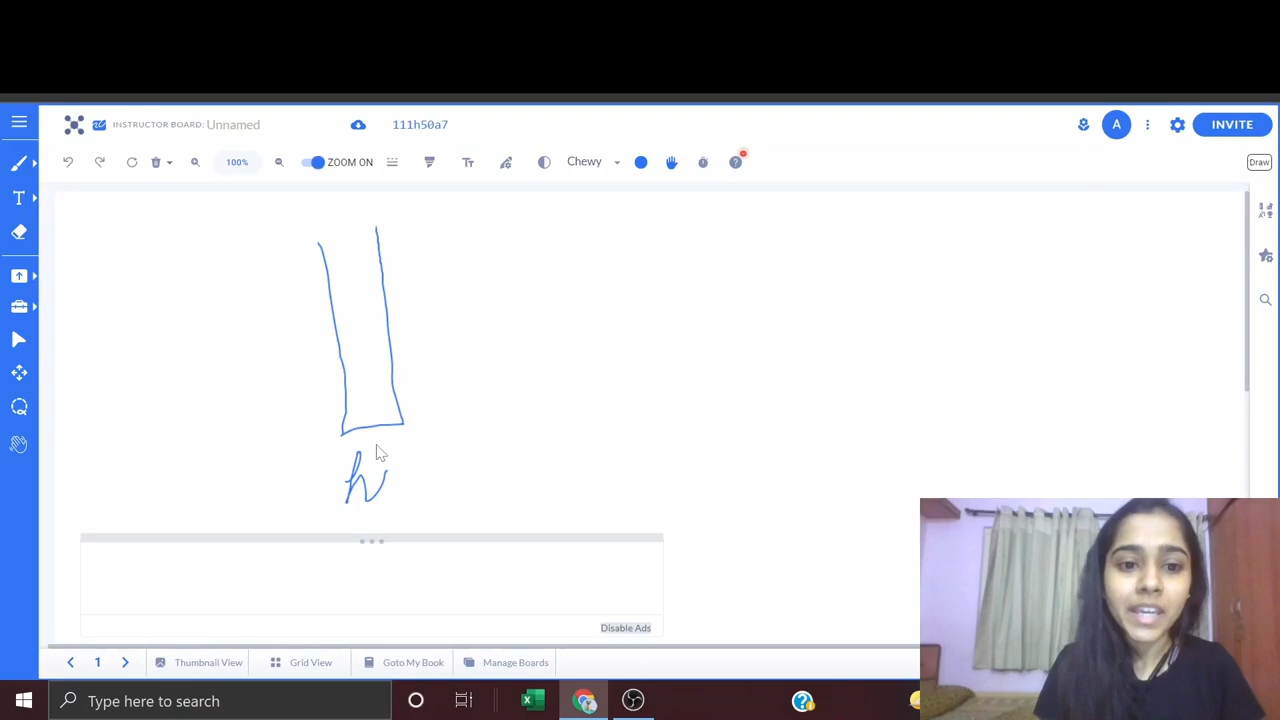 INSTRUCTOR BOARD: Unnamed
111h50a7
A
INVITE
100%
ZOOM ON
Tт
Chewy
Draw
T
h
Disable Ads
1
Thumbnail View
Grid View
Goto My Book
Manage Boards
Type here to search